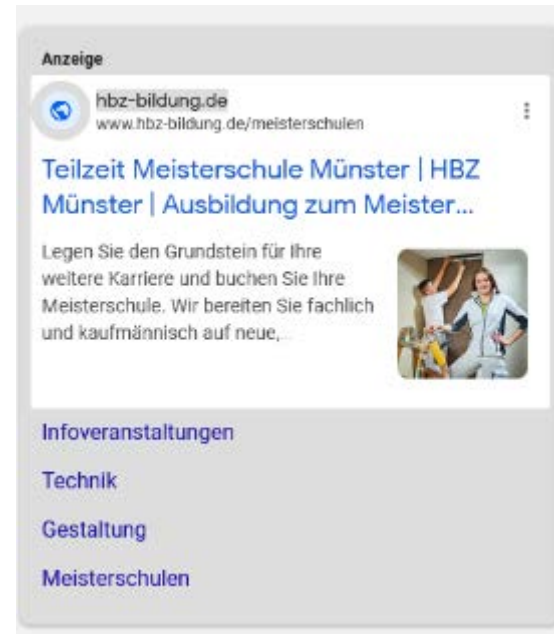 Anzeige
hbz-bildung.de
www.hbz-bildung.de/meisterschulen
Teilzeit Meisterschule Münster | HBZ
Münster | Ausbildung zum Meister...
Legen Sie den Grundstein für Ihre
weitere Karriere und buchen Sie Ihre
Meisterschule. Wir bereiten Sie fachlich
und kaufmännisch auf neue,...
Infoveranstaltungen
Technik
Gestaltung
Meisterschulen